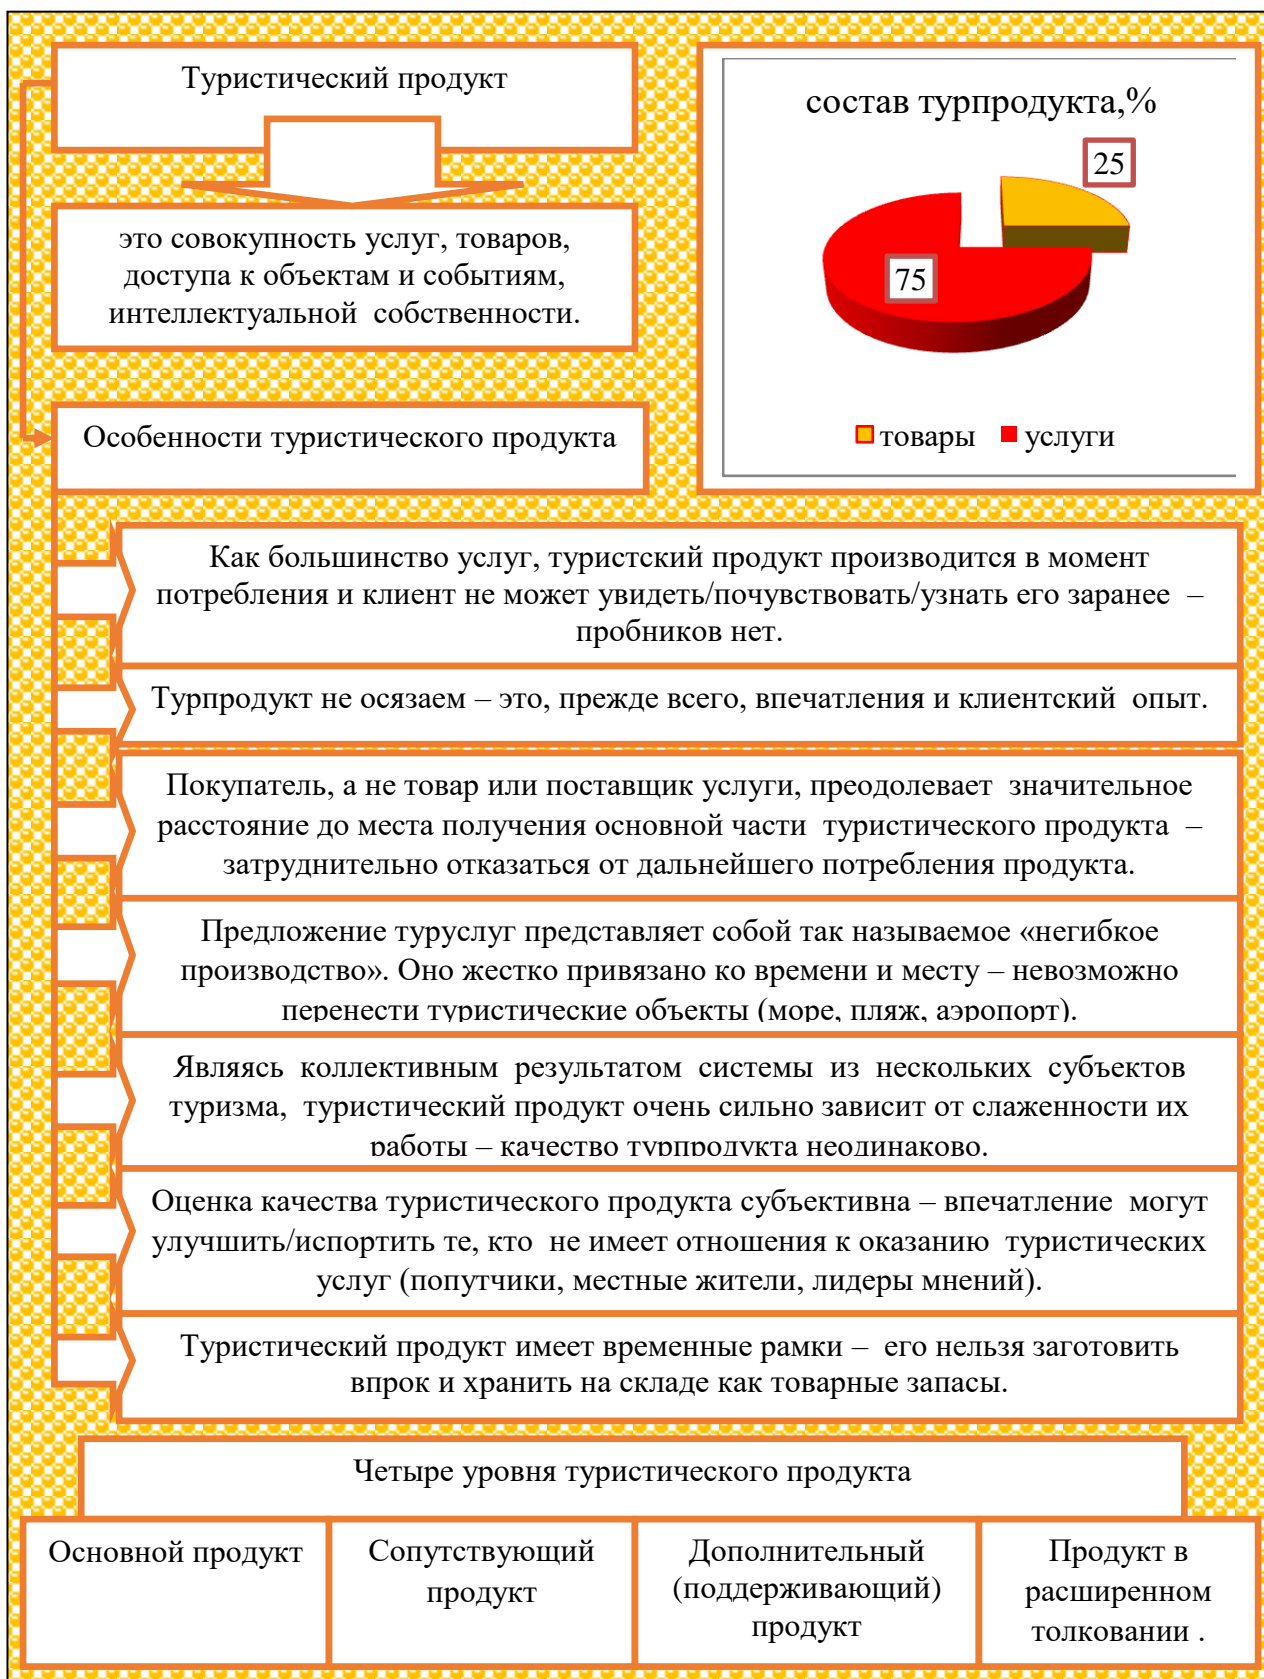 Туристический продукт
это совокупность услуг, товаров,
доступа к объектам и событиям,
интеллектуальной собственности.
состав турпродукта,%
25
75
товары услуги
Особенности туристического продукта
Как большинство услуг, туристский продукт производится в момент
потребления и клиент не может увидеть/почувствовать/узнать его заранее –
пробников нет.
Турпродукт не осязаем – это, прежде всего, впечатления и клиентский опыт.
Покупатель, а не товар или поставщик услуги, преодолевает значительное
расстояние до места получения основной части туристического продукта –
затруднительно отказаться от дальнейшего потребления продукта.
Предложение туруслуг представляет собой так называемое «негибкое
производство». Оно жестко привязано ко времени и месту – невозможно
перенести туристические объекты (море, пляж, аэропорт).
Являясь коллективным результатом системы из нескольких субъектов
туризма, туристический продукт очень сильно зависит от слаженности их
работы – качество турпродукта неодинаково.
Оценка качества туристического продукта субъективна – впечатление могут
улучшить/испортить те, кто не имеет отношения к оказанию туристических
услуг (попутчики, местные жители, лидеры мнений).
Туристический продукт имеет временные рамки – его нельзя заготовить
впрок и хранить на складе как товарные запасы.
Четыре уровня туристического продукта
Основной продукт
Сопутствующий
продукт
Дополнительный
(поддерживающий)
продукт
Продукт в
расширенном
толковании .